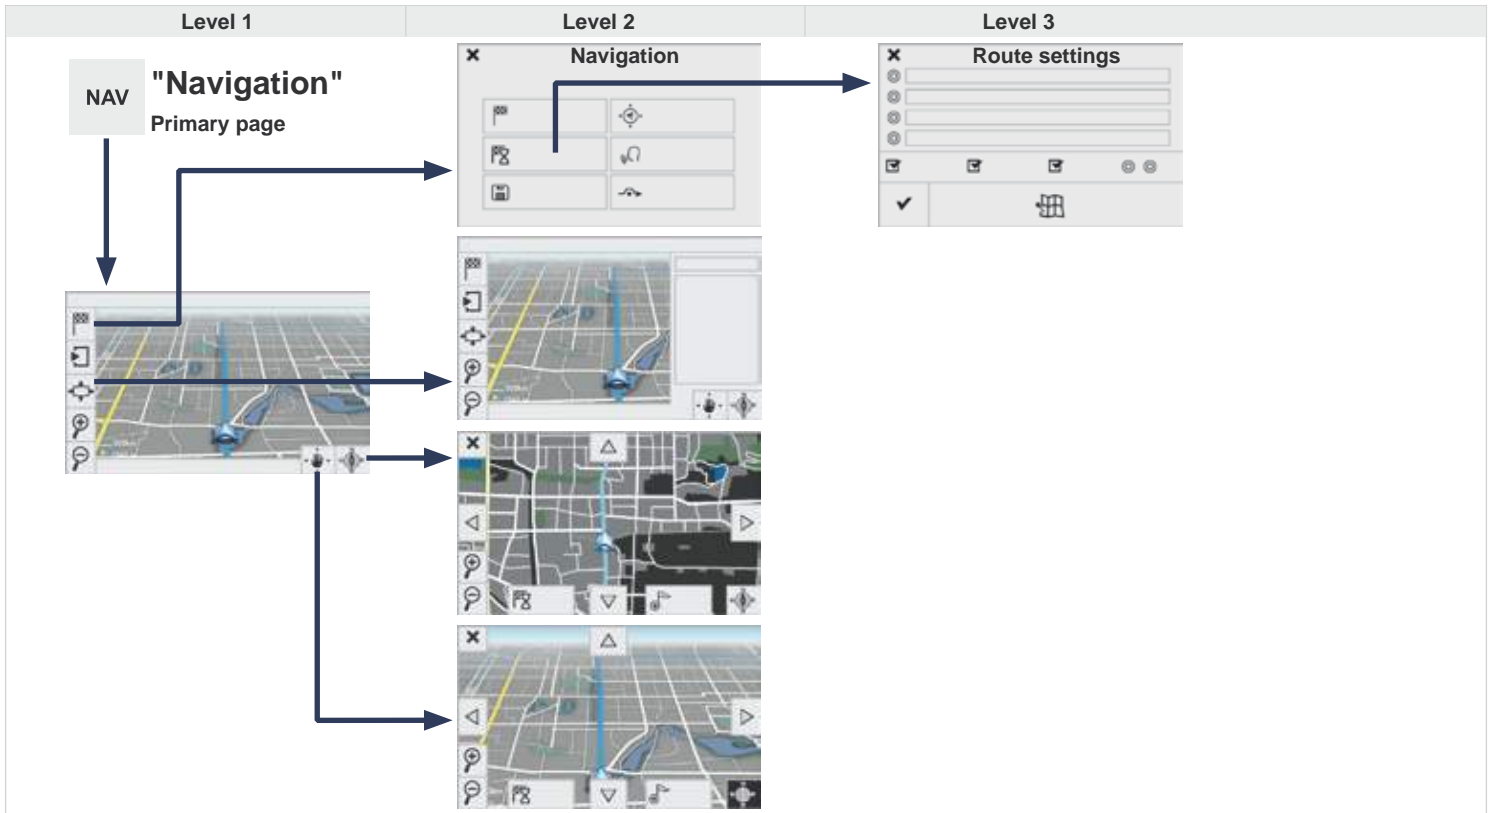 Level 1
Level 2
Level 3
NAV
"Navigation"
Primary page
Navigation
Route settings